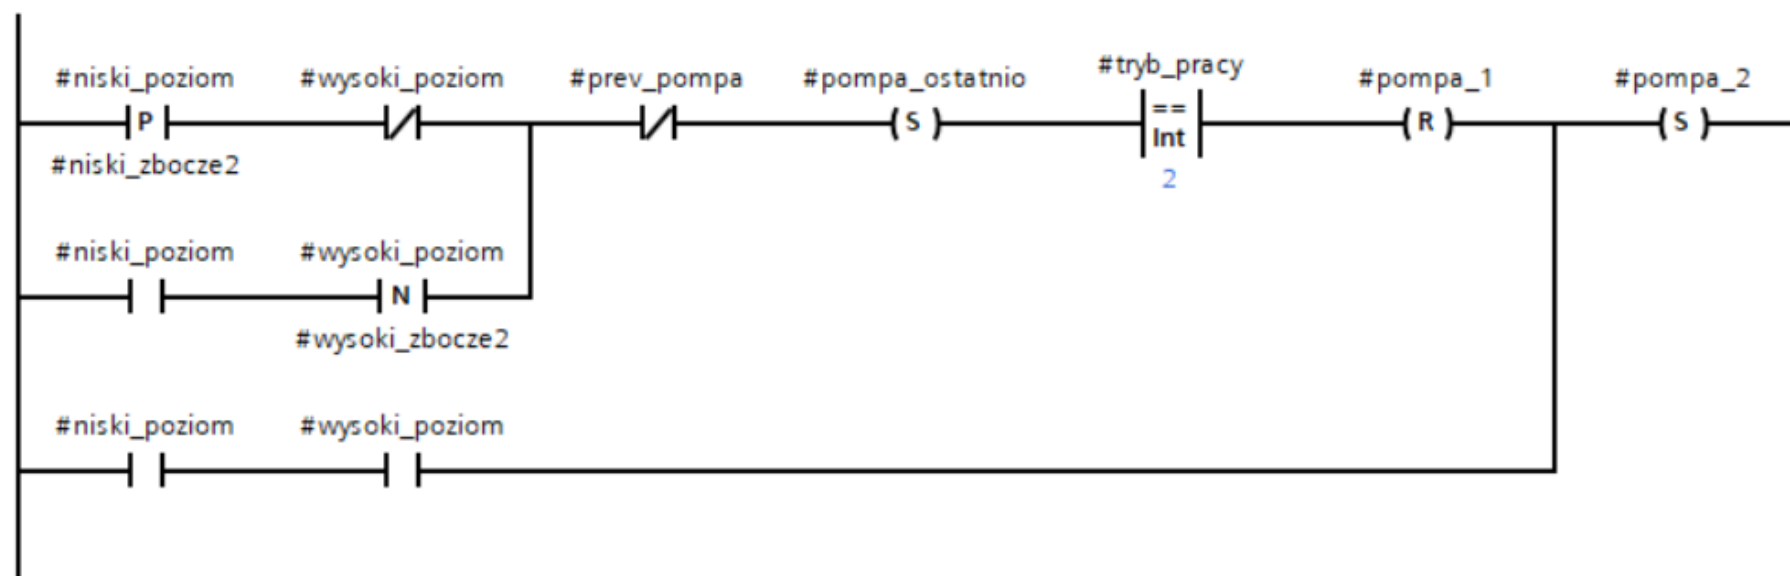 #niski_poziom #wysoki_poziom #prev_pompa #pompa_ostatnio #tryb_pracy #pompa_1 #pompa_2
P S == Int R S
#niski_zbocze2 2
#niski_poziom #wysoki_poziom
N
#wysoki_zbocze2
#niski_poziom #wysoki_poziom